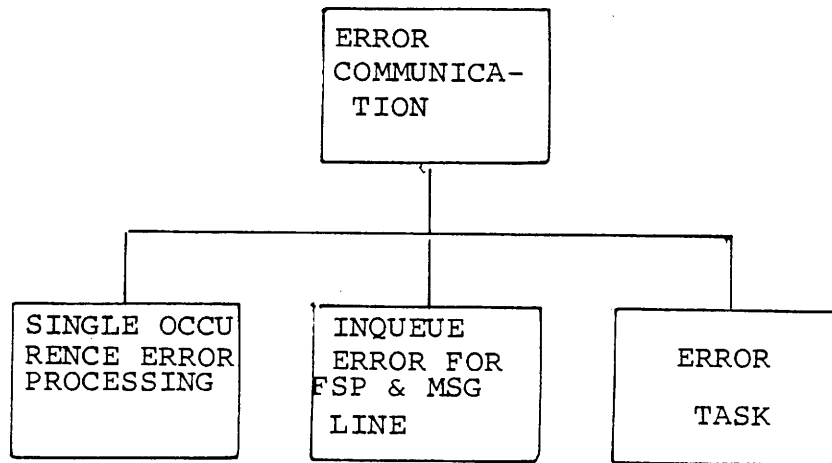 ERROR
COMMUNICA-
TION
SINGLE OCCU
RENCE ERROR
PROCESSING
INQUEUE
ERROR FOR
FSP & MSG
LINE
ERROR
TASK